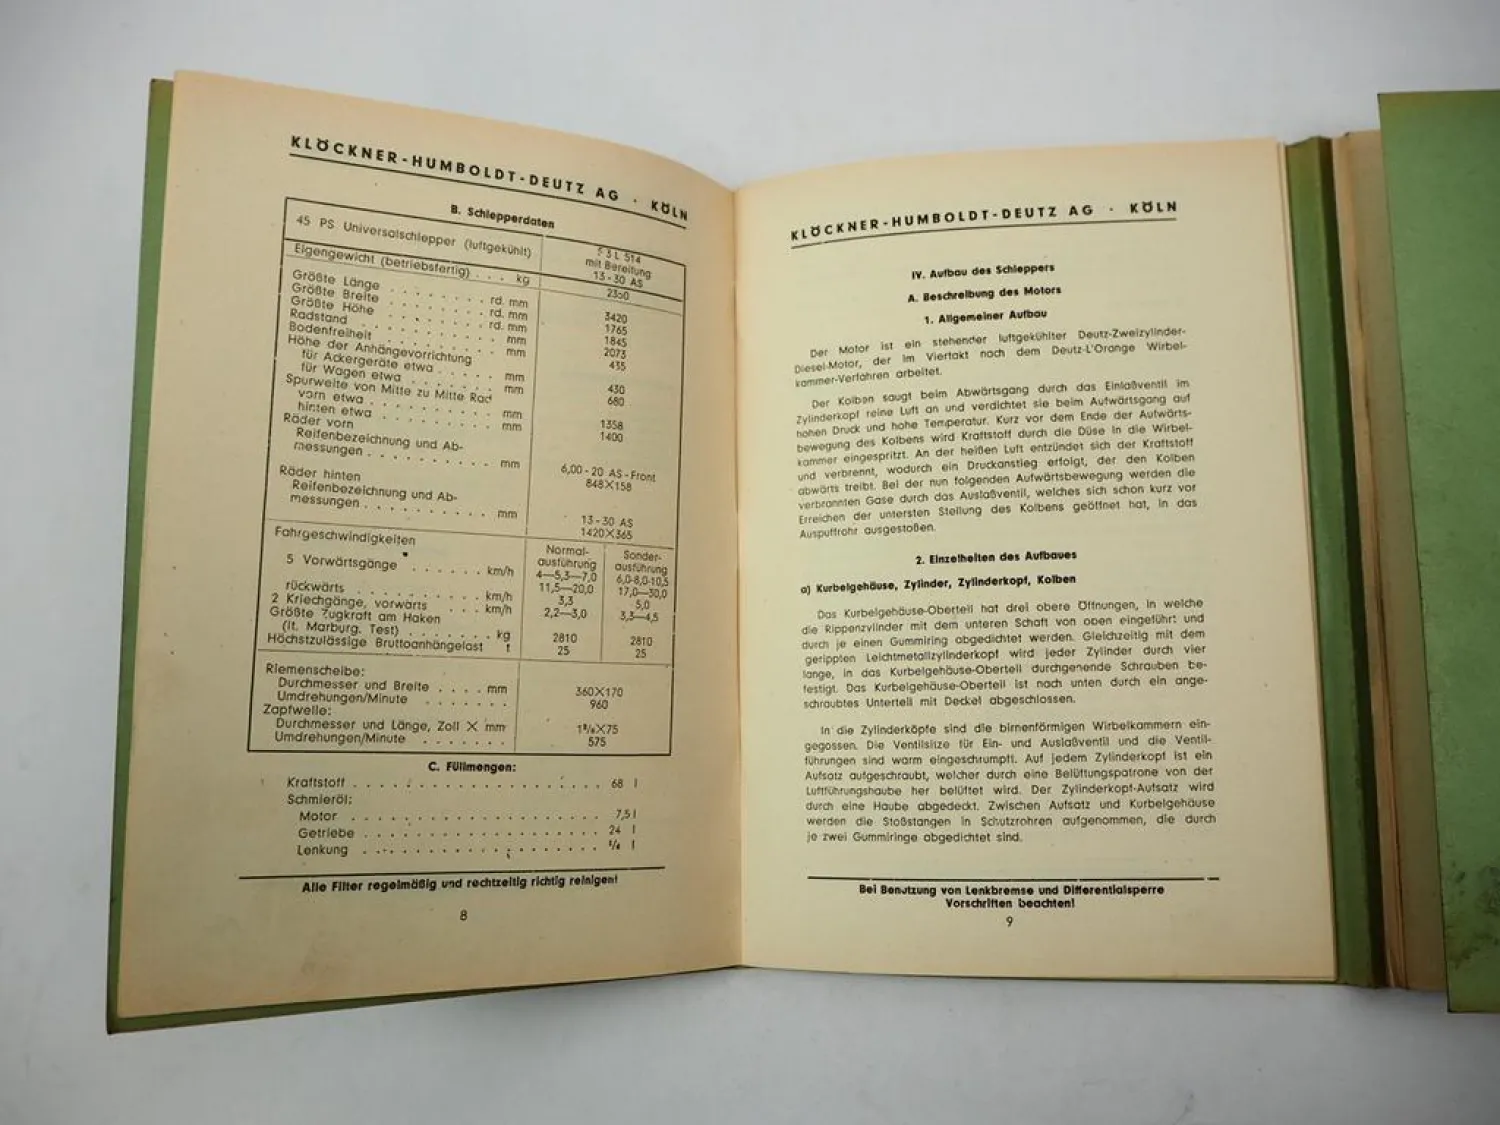 KLÖCKNER-HUMBOLDT-DEUTZ AG · KÖLN
B. Schlepperdaten
45 PS Universalschlepper (luftgekühlt)
F 3 L 514
mit Bereifung
13-30 AS
Eigengewicht (betriebsfertig) . . . kg 2350
Größte Länge . . . . . . . . rd. mm 3420
Größte Breite . . . . . . . . rd. mm 1765
Größte Höhe . . . . . . . . rd. mm 1845
Radstand . . . . . . . . . . mm 2073
Bodenfreiheit . . . . . . . . . mm 435
Höhe der Anhängevorrichtung
für Ackergeräte etwa . . . . . mm 430
für Wagen etwa . . . . . . . mm 680
Spurweite von Mitte zu Mitte Rad
vorn etwa . . . . . . . . . . mm 1358
hinten etwa . . . . . . . . . mm 1400
Räder vorn
Reifenbezeichnung und Ab-
messungen . . . . . . . . . . mm
6,00-20 AS-Front
848×158
Räder hinten
Reifenbezeichnung und Ab-
messungen . . . . . . . . . . mm
13-30 AS
1420×365
Fahrgeschwindigkeiten
Normal-
ausführung
Sonder-
ausführung
5 Vorwärtsgänge . . . . . . km/h
4—5,3—7,0 6,0-8,0-10,5
11,5—20,0 17,0—30,0
rückwärts . . . . . . . . . . km/h 3,3 5,0
2 Kriechgänge, vorwärts . . . km/h 2,2—3,0 3,3—4,5
Größte Zugkraft am Haken
(lt. Marburg. Test) . . . . . . . kg 2810 2810
Höchstzulässige Bruttoanhängelast t 25 25
Riemenscheibe:
Durchmesser und Breite . . . . mm 360×170
Umdrehungen/Minute . . . . . . . 960
Zapfwelle:
Durchmesser und Länge, Zoll × mm 1³/₈×75
Umdrehungen/Minute . . . . . . . 575
C. Füllmengen:
Kraftstoff . . . . . . . . . . . . . . . . . 68 l
Schmieröl:
Motor . . . . . . . . . . . . . . . . . . . 7,5 l
Getriebe . . . . . . . . . . . . . . . . . . 24 l
Lenkung . . . . . . . . . . . . . . . . . l
Alle Filter regelmäßig und rechtzeitig richtig reinigen!
8
KLÖCKNER-HUMBOLDT-DEUTZ AG · KÖLN
IV. Aufbau des Schleppers
A. Beschreibung des Motors
1. Allgemeiner Aufbau
Der Motor ist ein stehender luftgekühlter Deutz-Zweizylinder-
Diesel-Motor, der im Viertakt nach dem Deutz-L'Orange Wirbel-
kammer-Verfahren arbeitet.
Der Kolben saugt beim Abwärtsgang durch das Einlaßventil im
Zylinderkopf reine Luft an und verdichtet sie beim Aufwärtsgang auf
hohen Druck und hohe Temperatur. Kurz vor dem Ende der Aufwärts-
bewegung des Kolbens wird Kraftstoff durch die Düse in die Wirbel-
kammer eingespritzt. An der heißen Luft entzündet sich der Kraftstoff
und verbrennt, wodurch ein Druckanstieg erfolgt, der den Kolben
abwärts treibt. Bei der nun folgenden Aufwärtsbewegung werden die
verbrannten Gase durch das Auslaßventil, welches sich schon kurz vor
Erreichen der untersten Stellung des Kolbens geöffnet hat, in das
Auspuffrohr ausgestoßen.
2. Einzelheiten des Aufbaues
a) Kurbelgehäuse, Zylinder, Zylinderkopf, Kolben
Das Kurbelgehäuse-Oberteil hat drei obere Öffnungen, in welche
die Rippenzylinder mit dem unteren Schaft von oben eingeführt und
durch je einen Gummiring abgedichtet werden. Gleichzeitig mit dem
gerippten Leichtmetallzylinderkopf wird jeder Zylinder durch vier
lange, in das Kurbelgehäuse-Oberteil durchgehende Schrauben be-
festigt. Das Kurbelgehäuse-Oberteil ist nach unten durch ein ange-
schraubtes Unterteil mit Deckel abgeschlossen.
In die Zylinderköpfe sind die birnenförmigen Wirbelkammern ein-
gegossen. Die Ventilsitze für Ein- und Auslaßventil und die Ventil-
führungen sind warm eingeschrumpft. Auf jedem Zylinderkopf ist ein
Aufsatz aufgeschraubt, welcher durch eine Belüftungspatrone von der
Luftführungshaube her belüftet wird. Der Zylinderkopf-Aufsatz wird
durch eine Haube abgedeckt. Zwischen Aufsatz und Kurbelgehäuse
werden die Stoßstangen in Schutzrohren aufgenommen, die durch
je zwei Gummiringe abgedichtet sind.
Bei Benutzung von Lenkbremse und Differentialsperre
Vorschriften beachten!
9